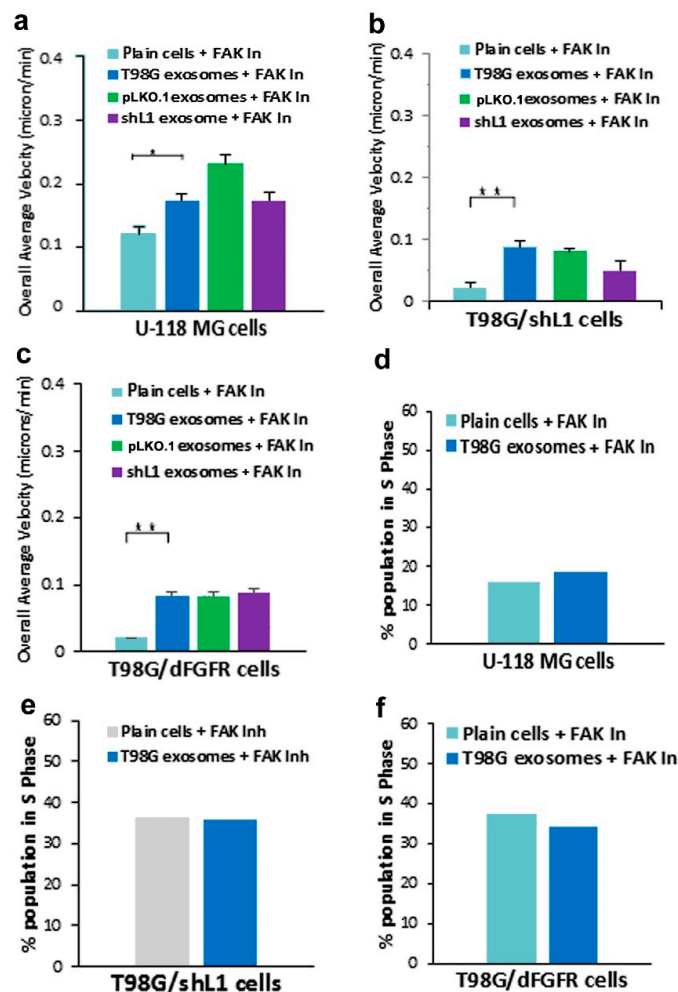 a
Plain cells + FAK In
T98G exosomes + FAK In
pLKO.1 exosomes + FAK In
shL1 exosome + FAK In
Overall Average Velocity (micron/min)
0.4
0.3
0.2
0.1
0
*
U-118 MG cells
b
Plain cells + FAK In
T98G exosomes + FAK In
pLKO.1 exosomes + FAK In
shL1 exosomes + FAK In
Overall Average Velocity (micron/min)
0.4
0.3
0.2
0.1
0
* *
T98G/shL1 cells
c
Plain cells + FAK In
T98G exosomes + FAK In
pLKO.1 exosomes + FAK In
shL1 exosomes + FAK In
Overall Average Velocity (microns/min)
0.4
0.3
0.2
0.1
0
* *
T98G/dFGFR cells
d
Plain cells + FAK In
T98G exosomes + FAK In
% population in S Phase
60
50
40
30
20
10
0
U-118 MG cells
e
Plain cells + FAK Inh
T98G exosomes + FAK Inh
% population in S Phase
60
50
40
30
20
10
0
T98G/shL1 cells
f
Plain cells + FAK In
T98G exosomes + FAK In
% population in S Phase
60
50
40
30
20
10
0
T98G/dFGFR cells